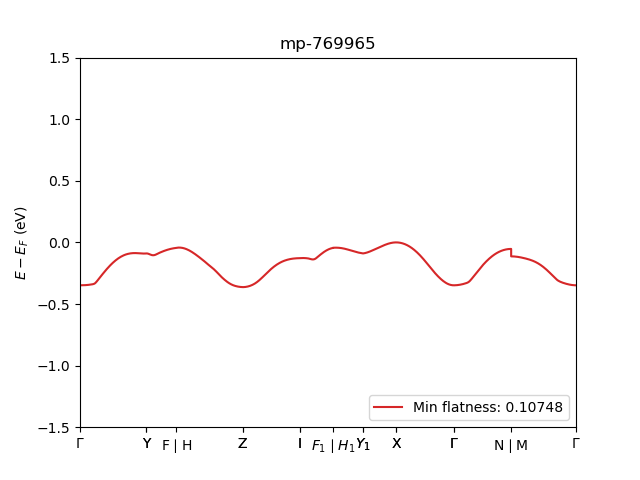 mp-769965
E − E_F (eV)
1.5
1.0
0.5
0.0
−0.5
−1.0
−1.5
Min flatness: 0.10748
Γ Y F | H Z I F₁ | H₁ Y₁ X Γ N | M Γ